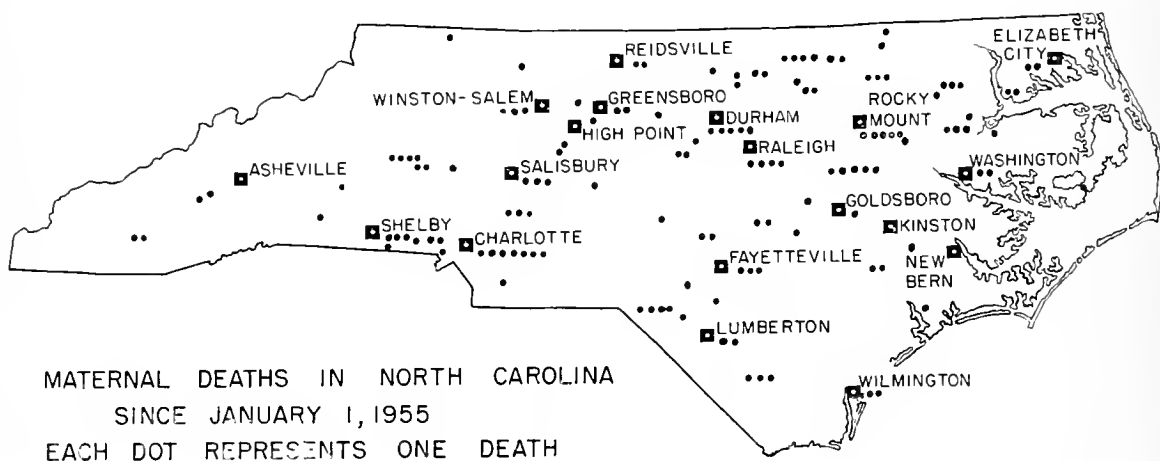 REIDSVILLE
ELIZABETH
CITY
WINSTON-SALEM
GREENSBORO
ROCKY
MOUNT
HIGH POINT
DURHAM
RALEIGH
ASHEVILLE
SALISBURY
WASHINGTON
GOLDSBORO
SHELBY
CHARLOTTE
KINSTON
FAYETTEVILLE
NEW
BERN
LUMBERTON
WILMINGTON
MATERNAL DEATHS IN NORTH CAROLINA
SINCE JANUARY 1, 1955
EACH DOT REPRESENTS ONE DEATH